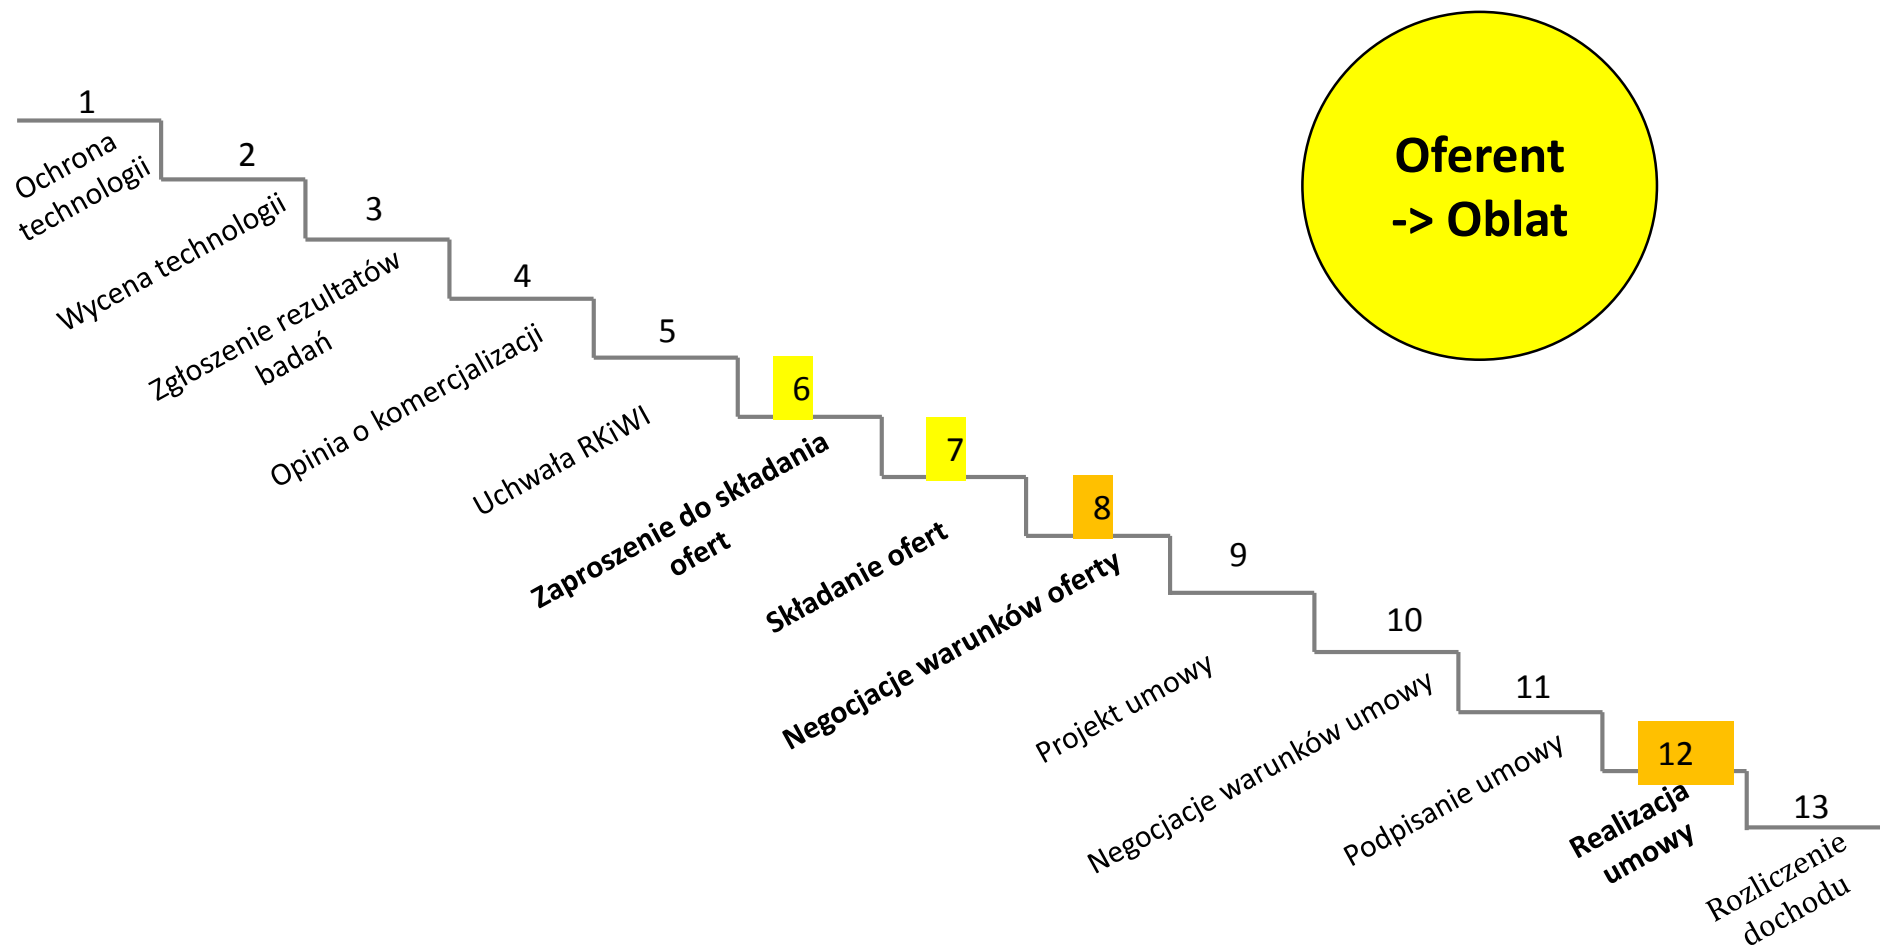 Oferent
-> Oblat
1
Ochrona
technologii
2
Wycena technologii
3
Zgłoszenie rezultatów
badań
4
Opinia o komercjalizacji
5
Uchwała RKiWI
6
Zaproszenie do składania
ofert
7
Składanie ofert
8
Negocjacje warunków oferty
9
Projekt umowy
10
Negocjacje warunków umowy
11
Podpisanie umowy
12
Realizacja
umowy
13
Rozliczenie
dochodu